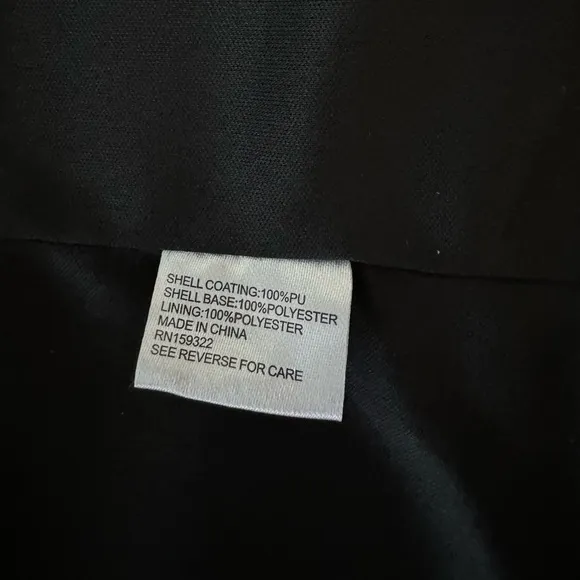 SHELL COATING:100%PU
SHELL BASE:100%POLYESTER
LINING:100%POLYESTER
MADE IN CHINA
RN159322
SEE REVERSE FOR CARE